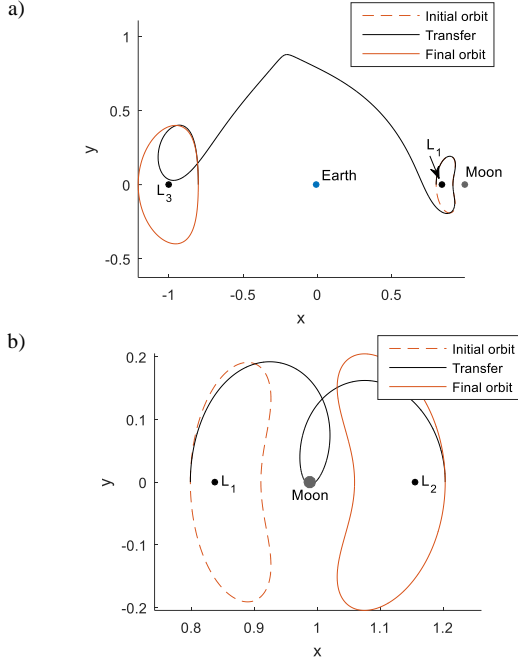 a)
Initial orbit
Transfer
Final orbit
1
0.5
0
-0.5
y
L1
Earth
Moon
L3
-1
-0.5
0
0.5
x
b)
Initial orbit
Transfer
Final orbit
0.2
0.1
0
-0.1
-0.2
y
L1
Moon
L2
0.8
0.9
1
1.1
1.2
x